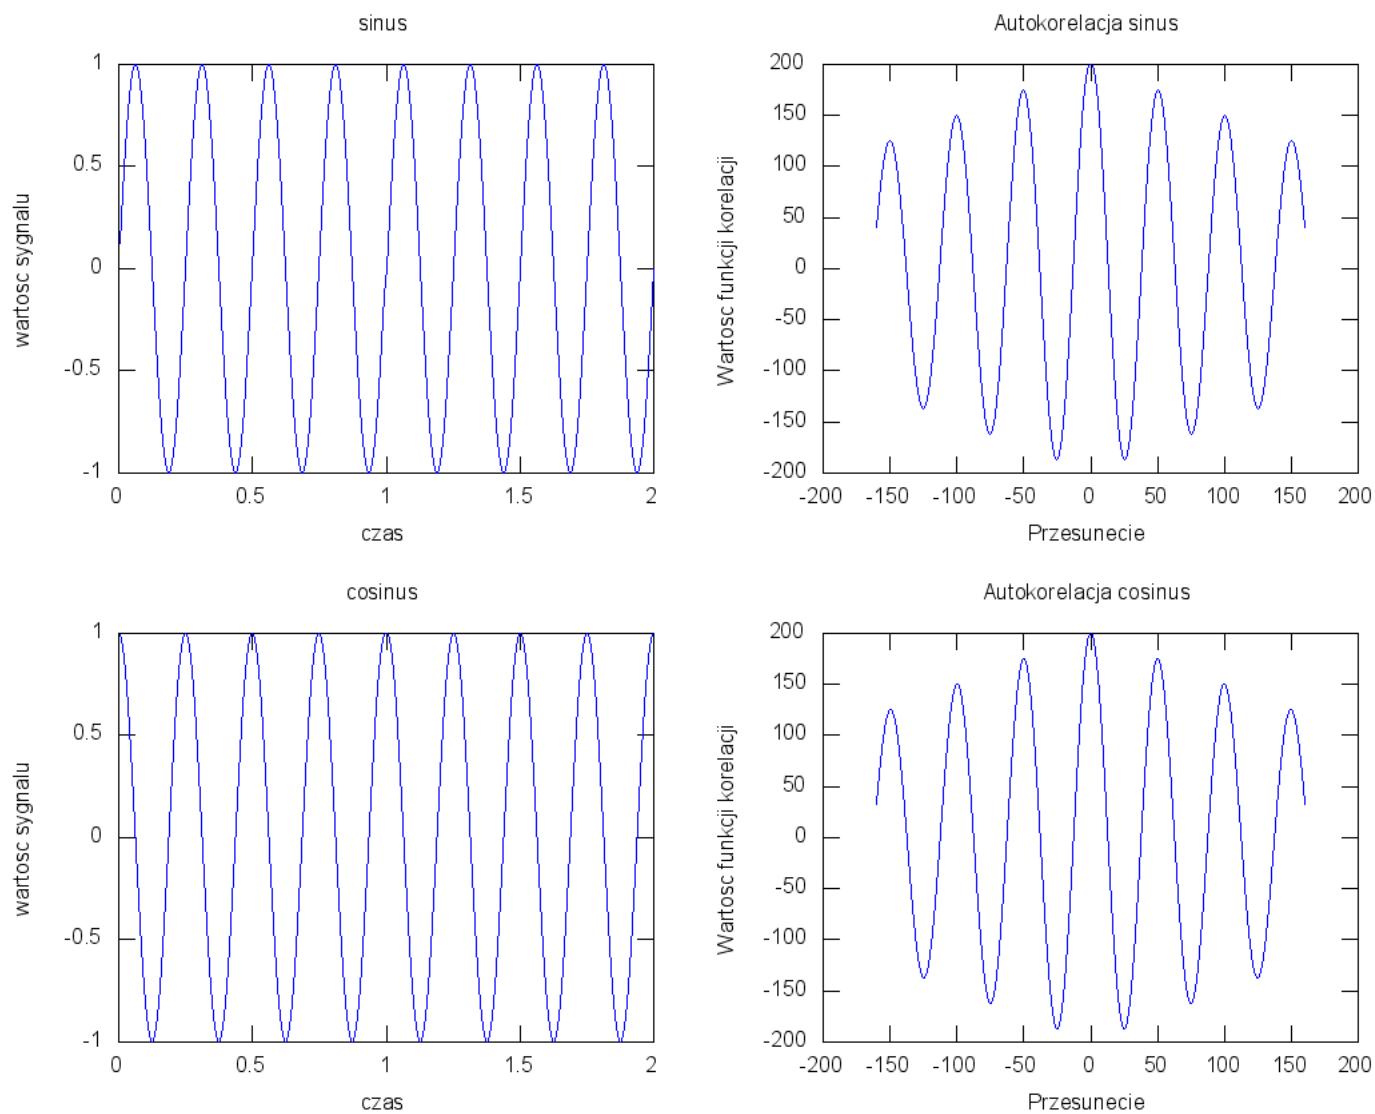 sinus
1
0.5
0
-0.5
-1
0 0.5 1 1.5 2
wartosc sygnalu
czas
Autokorelacja sinus
200
150
100
50
0
-50
-100
-150
-200
-200 -150 -100 -50 0 50 100 150 200
Wartosc funkcji korelacji
Przesuniecie
cosinus
1
0.5
0
-0.5
-1
0 0.5 1 1.5 2
wartosc sygnalu
czas
Autokorelacja cosinus
200
150
100
50
0
-50
-100
-150
-200
-200 -150 -100 -50 0 50 100 150 200
Wartosc funkcji korelacji
Przesuniecie